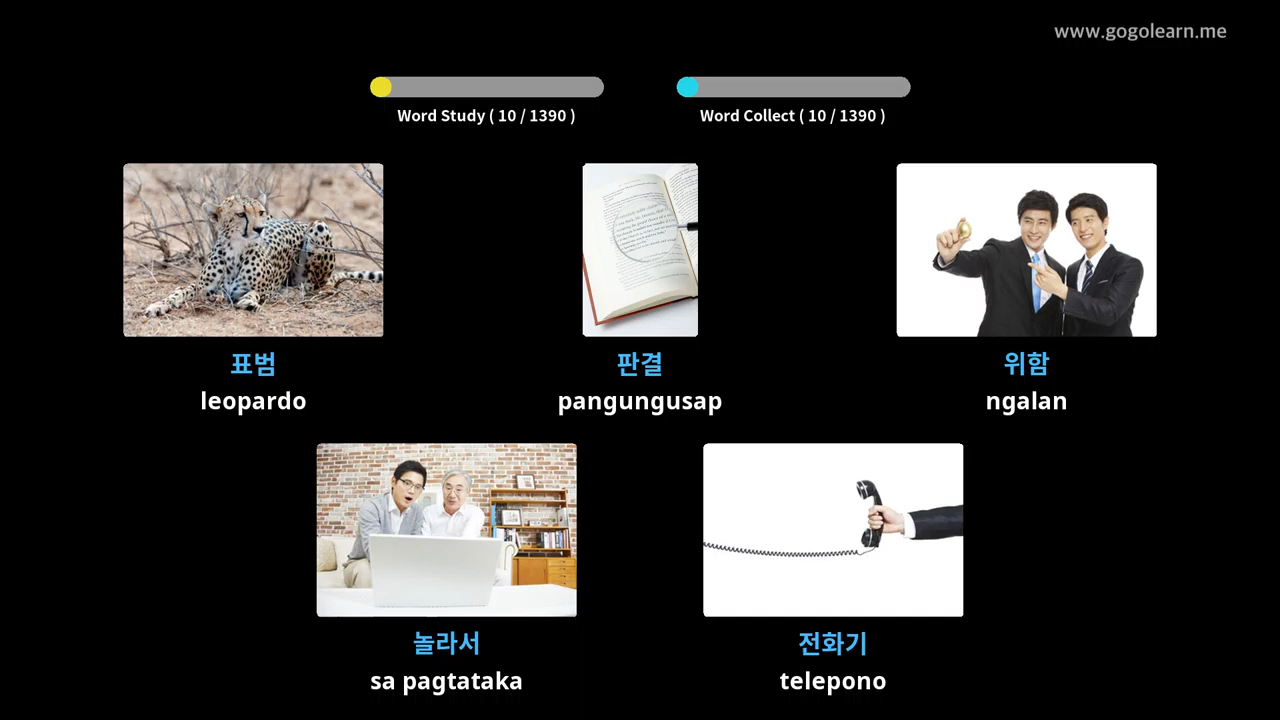 www.gogolearn.me
Word Study ( 10 / 1390 )
Word Collect ( 10 / 1390 )
표범
leopardo
판결
pangungusap
위함
ngalan
놀라서
sa pagtataka
전화기
telepono